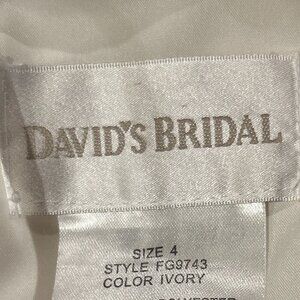 DAVID'S BRIDAL
SIZE 4
STYLE FG9743
COLOR IVORY